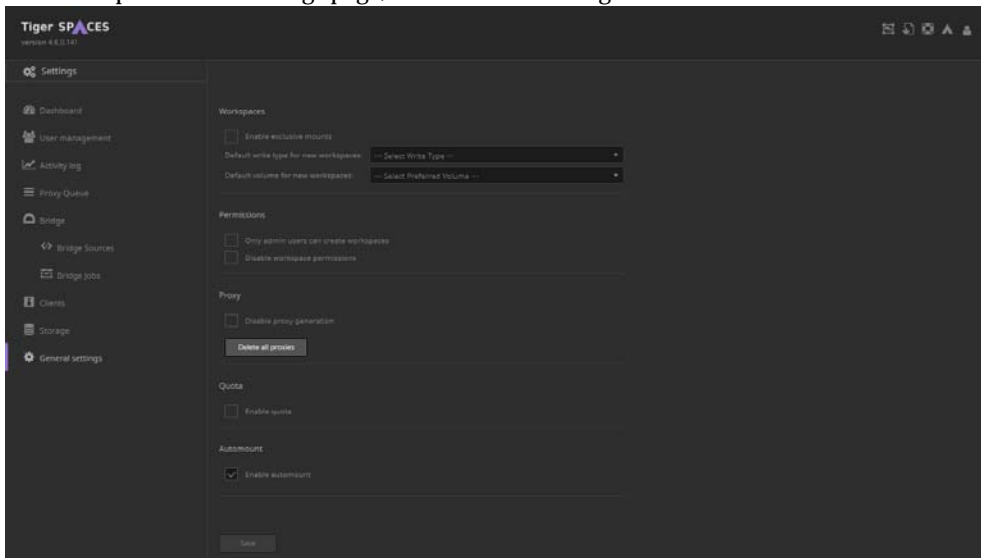 Tiger SPACES
version 4.6.0.141
Settings
Dashboard
User management
Activity log
Proxy Queue
Bridge
Bridge Sources
Bridge Jobs
Clients
Storage
General settings
Workspaces
Enable exclusive mounts
Default write type for new workspaces:
--- Select Write Type ---
Default volume for new workspaces:
--- Select Preferred Volume ---
Permissions
Only admin users can create workspaces
Disable workspace permissions
Proxy
Disable proxy generation
Delete all proxies
Quota
Enable quota
Automount
Enable automount
Save